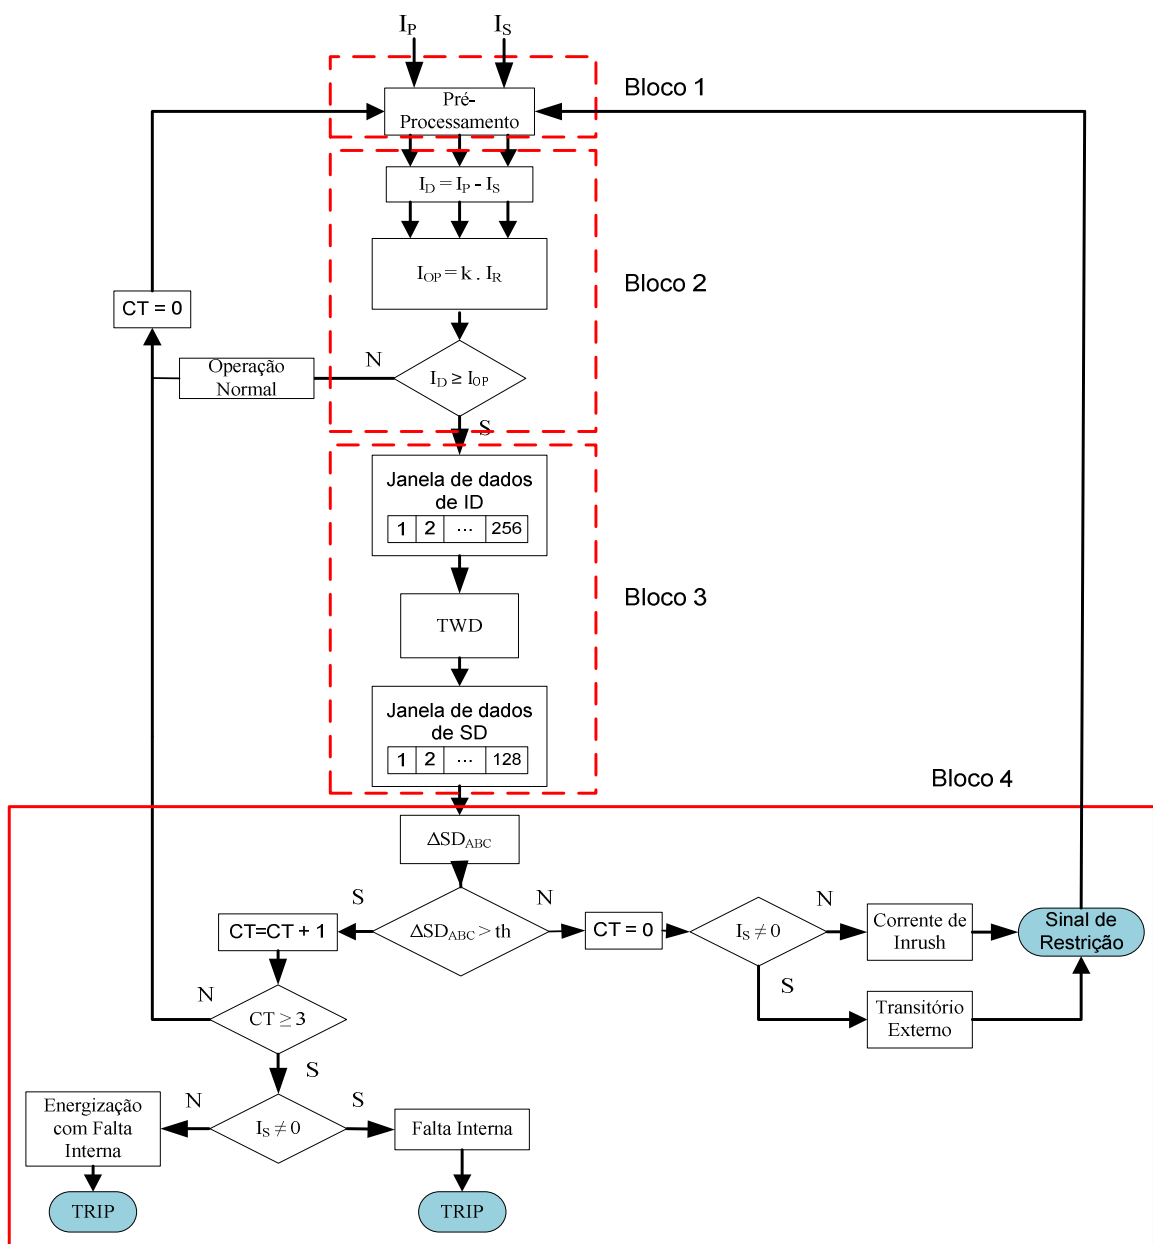 I_P I_S
Bloco 1
Pré-
Processamento
I_D = I_P - I_S
Bloco 2
I_OP = k . I_R
CT = 0
Operação
Normal
N
I_D ≥ I_OP
S
Janela de dados
de ID
1 2 ... 256
Bloco 3
TWD
Janela de dados
de SD
1 2 ... 128
Bloco 4
ΔSD_ABC
S
N
N
CT=CT + 1
ΔSD_ABC > th
CT = 0
I_S ≠ 0
Corrente de
Inrush
Sinal de
Restrição
N
S
CT ≥ 3
Transitório
Externo
S
Energização
com Falta
Interna
N
I_S ≠ 0
S
Falta Interna
TRIP
TRIP